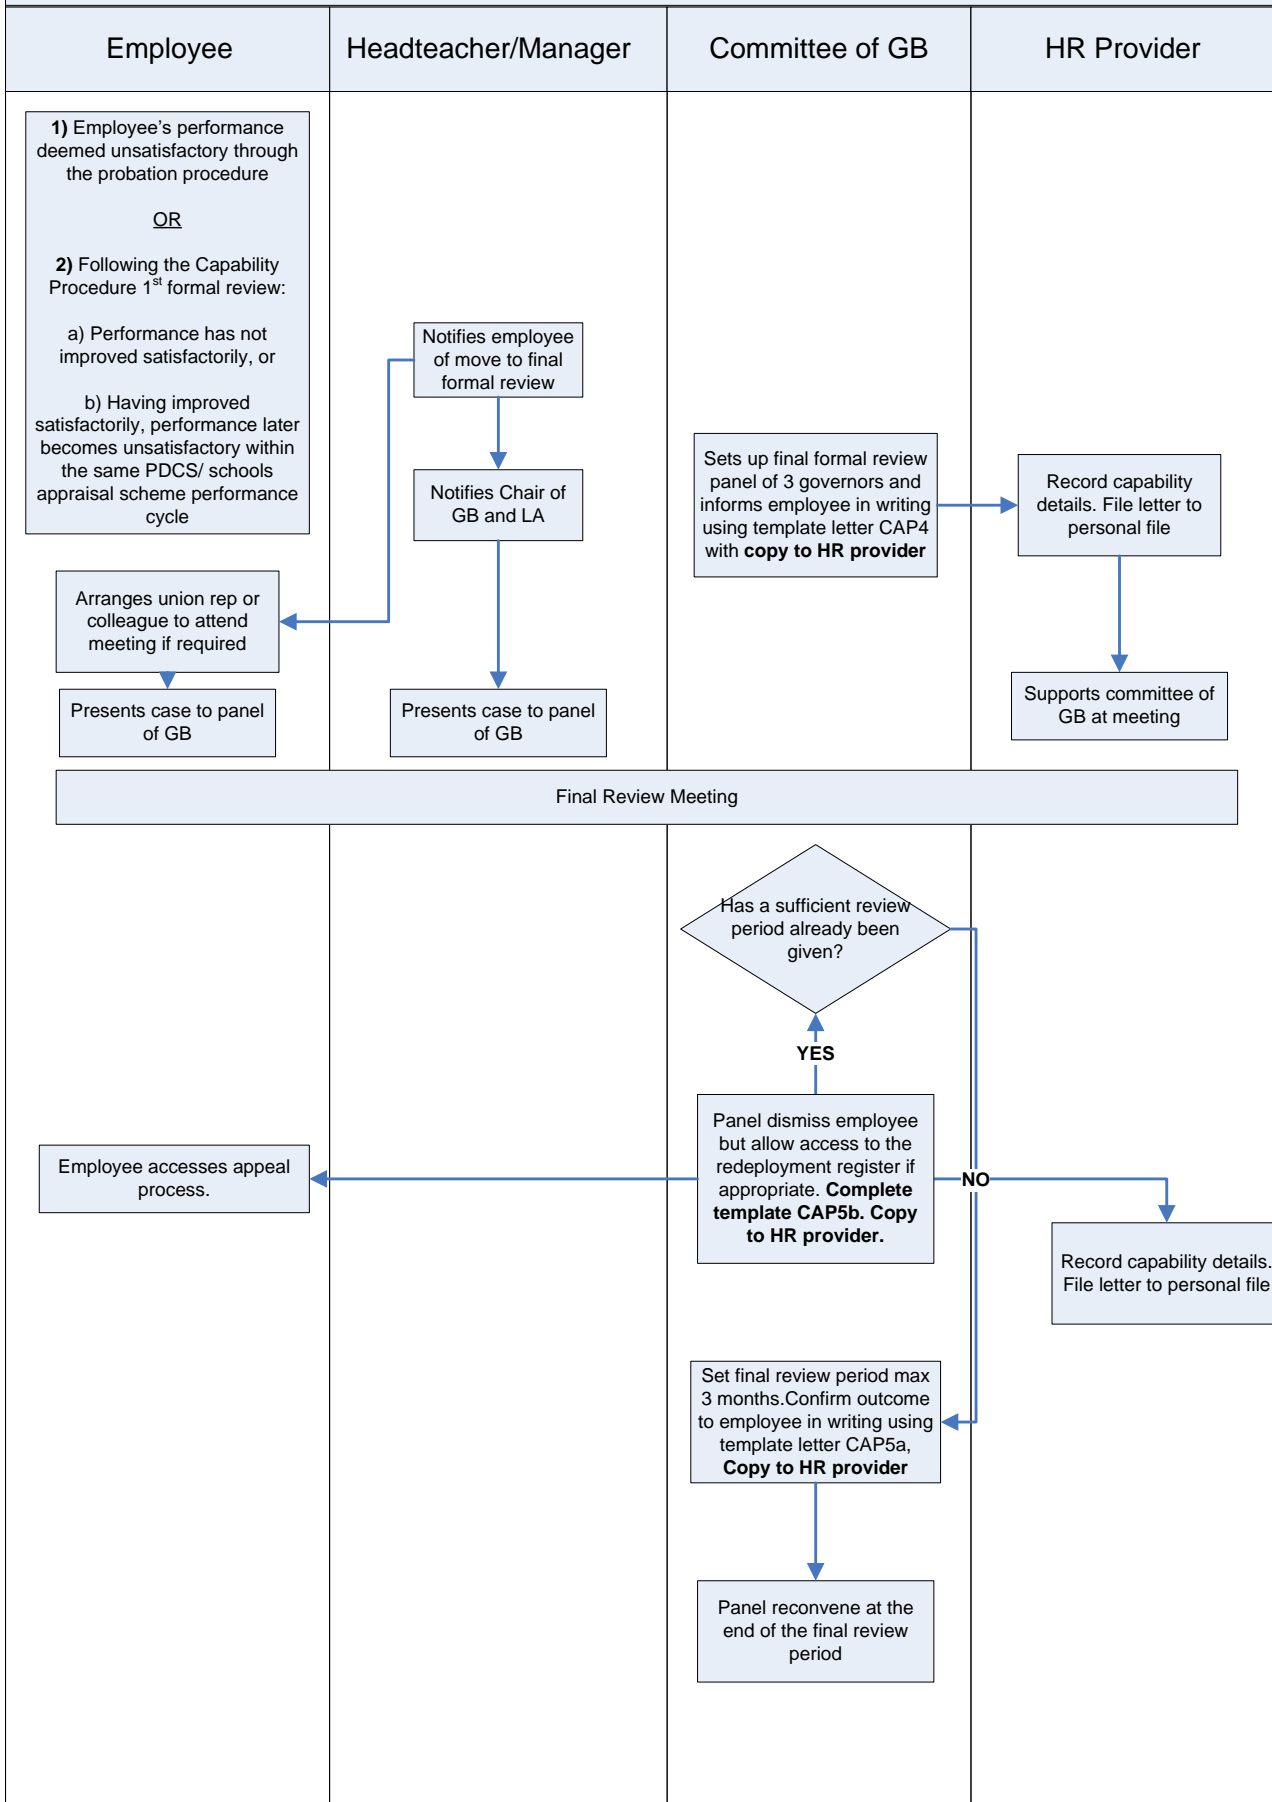 Employee
Headteacher/Manager
Committee of GB
HR Provider
1) Employee's performance
deemed unsatisfactory through
the probation procedure
OR
2) Following the Capability
Procedure 1st formal review:
a) Performance has not
improved satisfactorily, or
b) Having improved
satisfactorily, performance later
becomes unsatisfactory within
the same PDCS/ schools
appraisal scheme performance
cycle
Notifies employee
of move to final
formal review
Notifies Chair of
GB and LA
Sets up final formal review
panel of 3 governors and
informs employee in writing
using template letter CAP4
with copy to HR provider
Record capability
details. File letter to
personal file
Arranges union rep or
colleague to attend
meeting if required
Presents case to panel
of GB
Presents case to panel
of GB
Supports committee of
GB at meeting
Final Review Meeting
Has a sufficient review
period already been
given?
YES
Panel dismiss employee
but allow access to the
redeployment register if
appropriate. Complete
template CAP5b. Copy
to HR provider.
Employee accesses appeal
process.
NO
Record capability details.
File letter to personal file
Set final review period max
3 months.Confirm outcome
to employee in writing using
template letter CAP5a,
Copy to HR provider
Panel reconvene at the
end of the final review
period